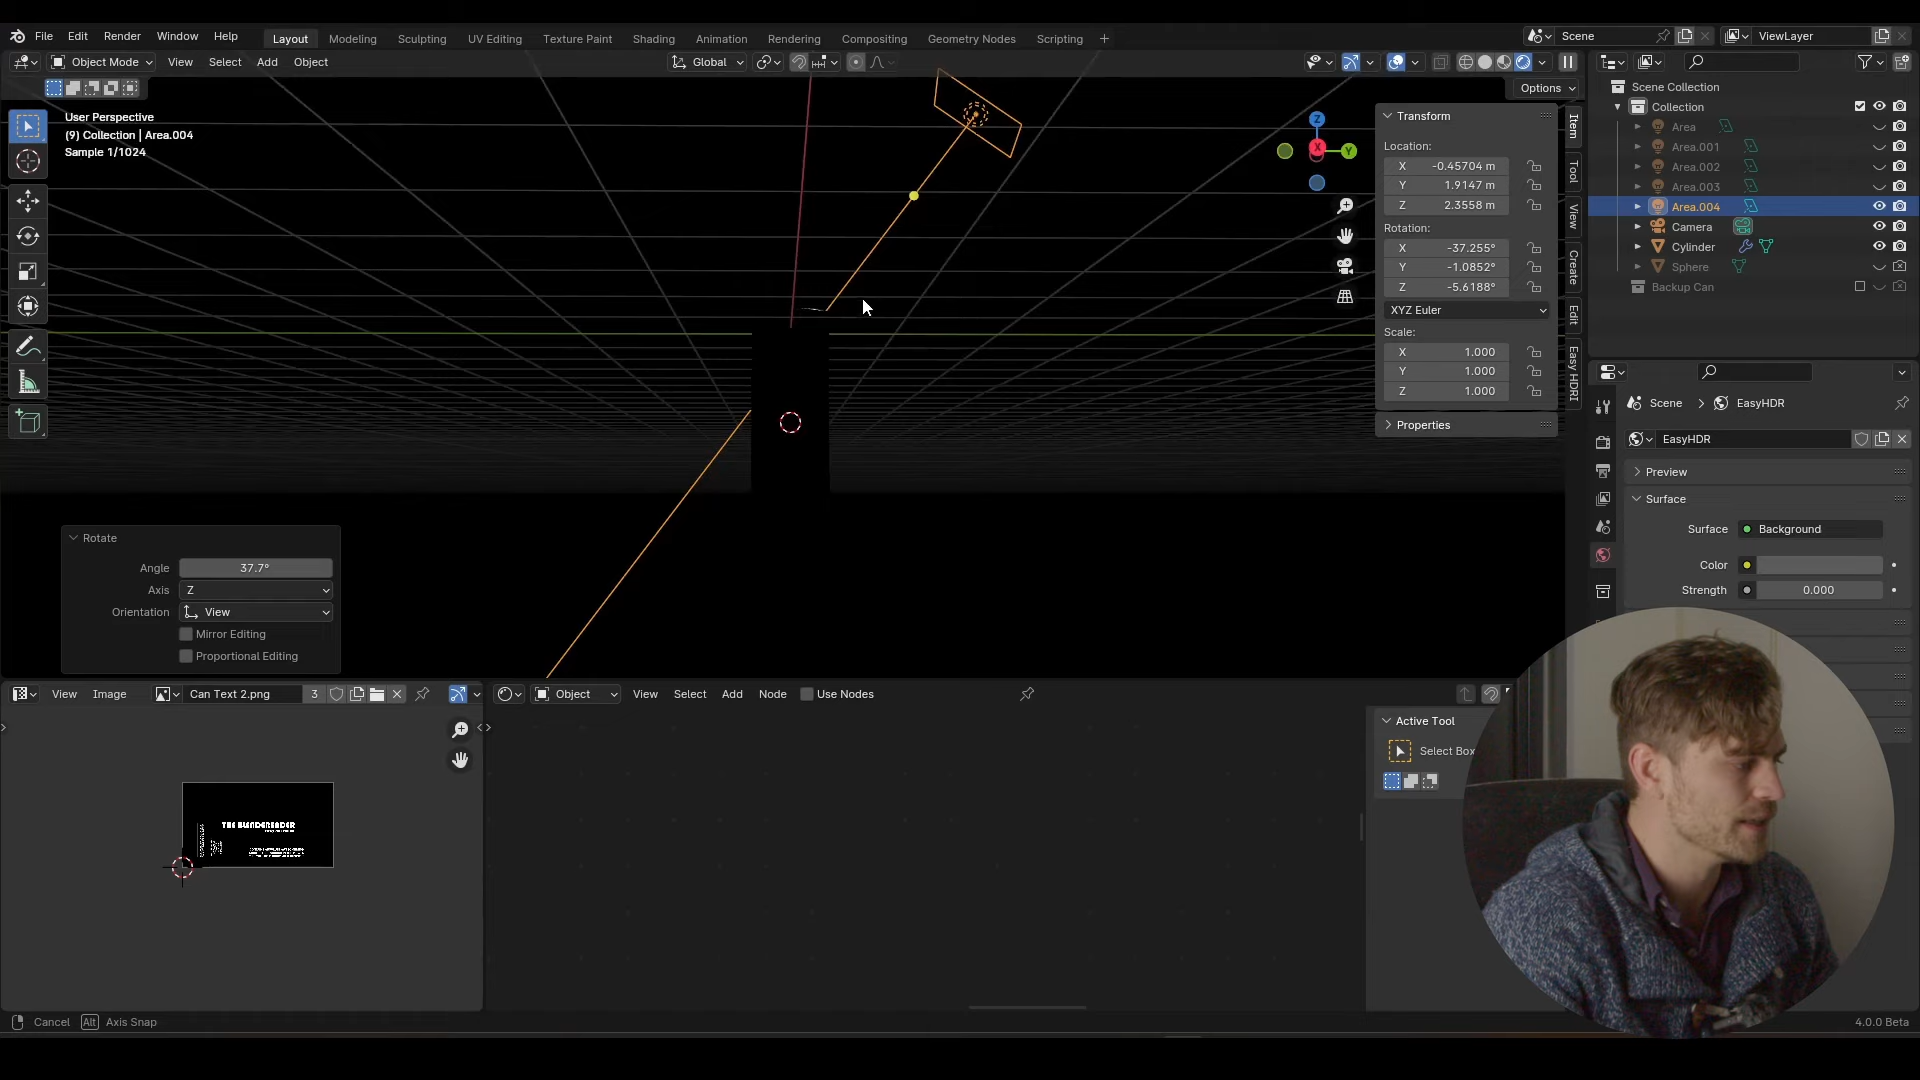 File Edit Render Window Help
Layout Modeling Sculpting UV Editing Texture Paint Shading Animation Rendering Compositing Geometry Nodes Scripting +
Scene
ViewLayer
Object Mode View Select Add Object
Global
Options
User Perspective
(9) Collection | Area.004
Sample 1/1024
Z
X
Y
Transform
Location:
X -0.45704 m
Y 1.9147 m
Z 2.3558 m
Rotation:
X -37.255°
Y -1.0852°
Z -5.6188°
XYZ Euler
Scale:
X 1.000
Y 1.000
Z 1.000
Properties
Item
Tool
View
Create
Edit
Easy HDRI
Scene Collection
Collection
Area
Area.001
Area.002
Area.003
Area.004
Camera
Cylinder
Sphere
Backup Can
Scene > EasyHDR
EasyHDR
Preview
Surface
Surface Background
Color
Strength 0.000
Rotate
Angle 37.7°
Axis Z
Orientation View
Mirror Editing
Proportional Editing
View Image Can Text 2.png 3
Object View Select Add Node Use Nodes
Active Tool
Select Box
Cancel Alt Axis Snap
4.0.0 Beta